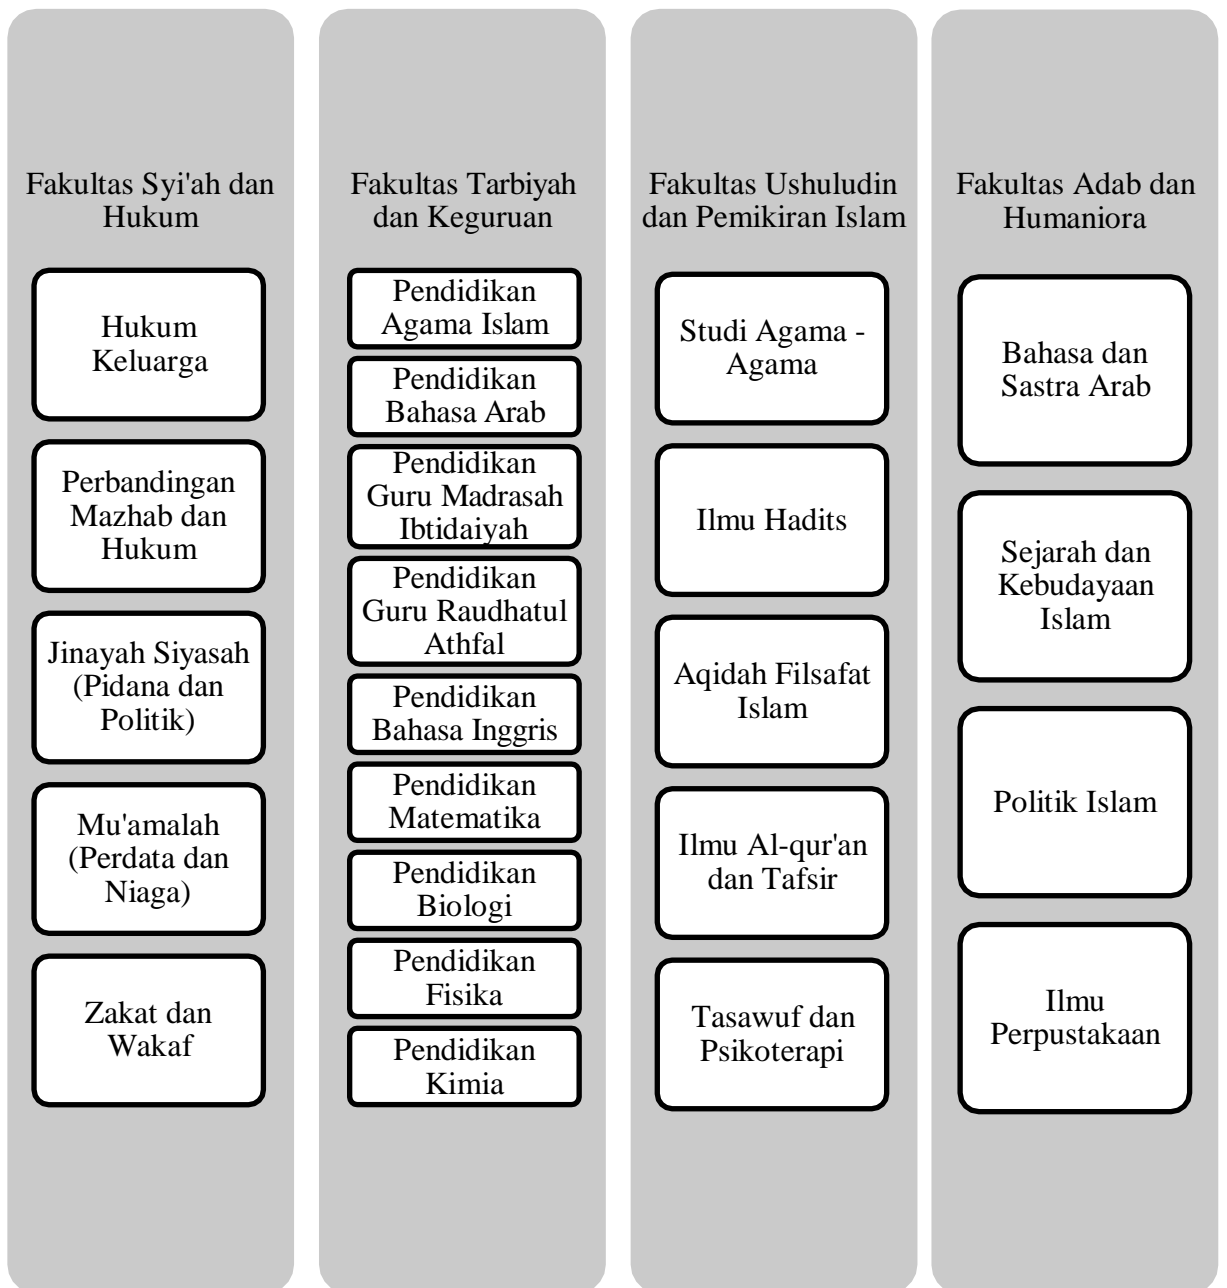 Fakultas Syi'ah dan
Hukum
Hukum
Keluarga
Perbandingan
Mazhab dan
Hukum
Jinayah Siyasah
(Pidana dan
Politik)
Mu'amalah
(Perdata dan
Niaga)
Zakat dan
Wakaf
Fakultas Tarbiyah
dan Keguruan
Pendidikan
Agama Islam
Pendidikan
Bahasa Arab
Pendidikan
Guru Madrasah
Ibtidaiyah
Pendidikan
Guru Raudhatul
Athfal
Pendidikan
Bahasa Inggris
Pendidikan
Matematika
Pendidikan
Biologi
Pendidikan
Fisika
Pendidikan
Kimia
Fakultas Ushuludin
dan Pemikiran Islam
Studi Agama -
Agama
Ilmu Hadits
Aqidah Filsafat
Islam
Ilmu Al-qur'an
dan Tafsir
Tasawuf dan
Psikoterapi
Fakultas Adab dan
Humaniora
Bahasa dan
Sastra Arab
Sejarah dan
Kebudayaan
Islam
Politik Islam
Ilmu
Perpustakaan